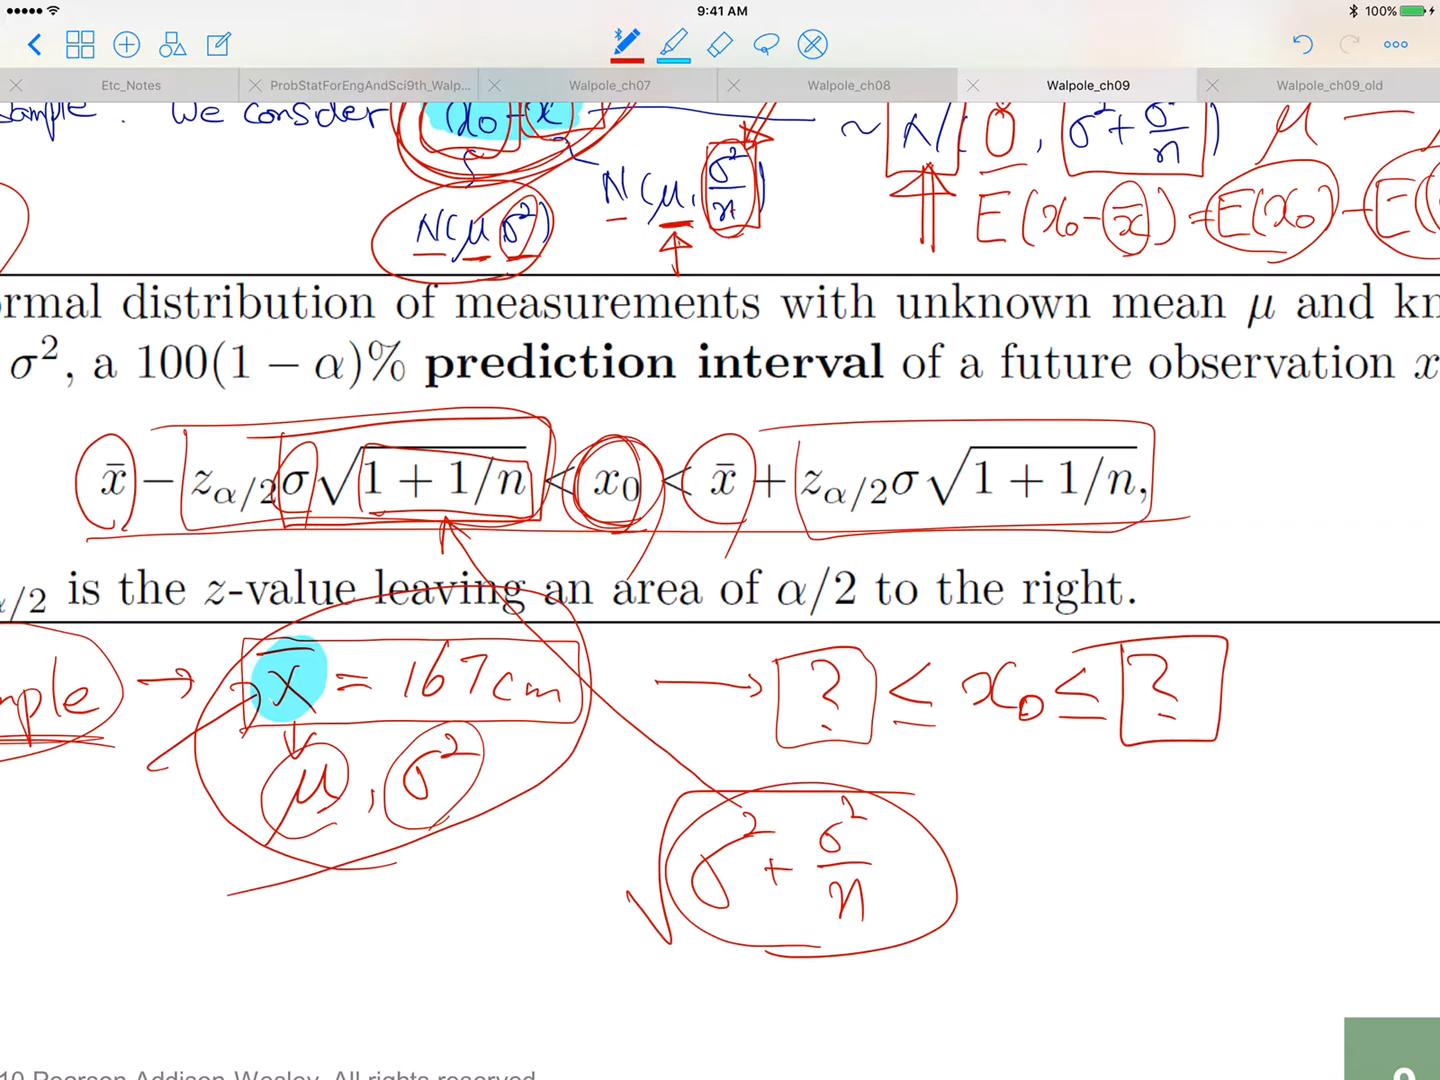 9:41 AM
100%
Etc_Notes
ProbStatForEngAndSci9th_Walp...
Walpole_ch07
Walpole_ch08
Walpole_ch09
Walpole_ch09_old
We consider x₀ - x̄ ~ N(0, σ² + σ²/n) μ —
N(μ, σ²/n)
N(μ, σ²)
E(x₀ - x̄) = E(x₀) - E(
ormal distribution of measurements with unknown mean μ and kn
σ², a 100(1 − α)% prediction interval of a future observation x
x̄ − z_{α/2}σ√(1 + 1/n) < x₀ < x̄ + z_{α/2}σ√(1 + 1/n),
α/2 is the z-value leaving an area of α/2 to the right.
mple → x̄ = 167cm → ? ≤ x₀ ≤ ?
μ, σ²
√(σ² + σ²/n)
10 Pearson Addison-Wesley. All rights reserved.